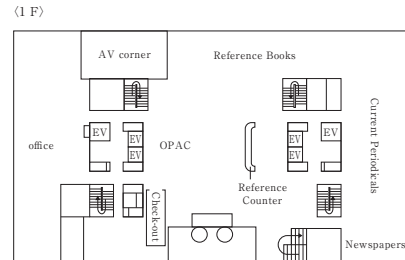 〈1 F〉
AV corner
Reference Books
EV
EV
EV
EV
EV
EV
office
OPAC
Current Periodicals
Reference
Counter
Check-out
Newspapers